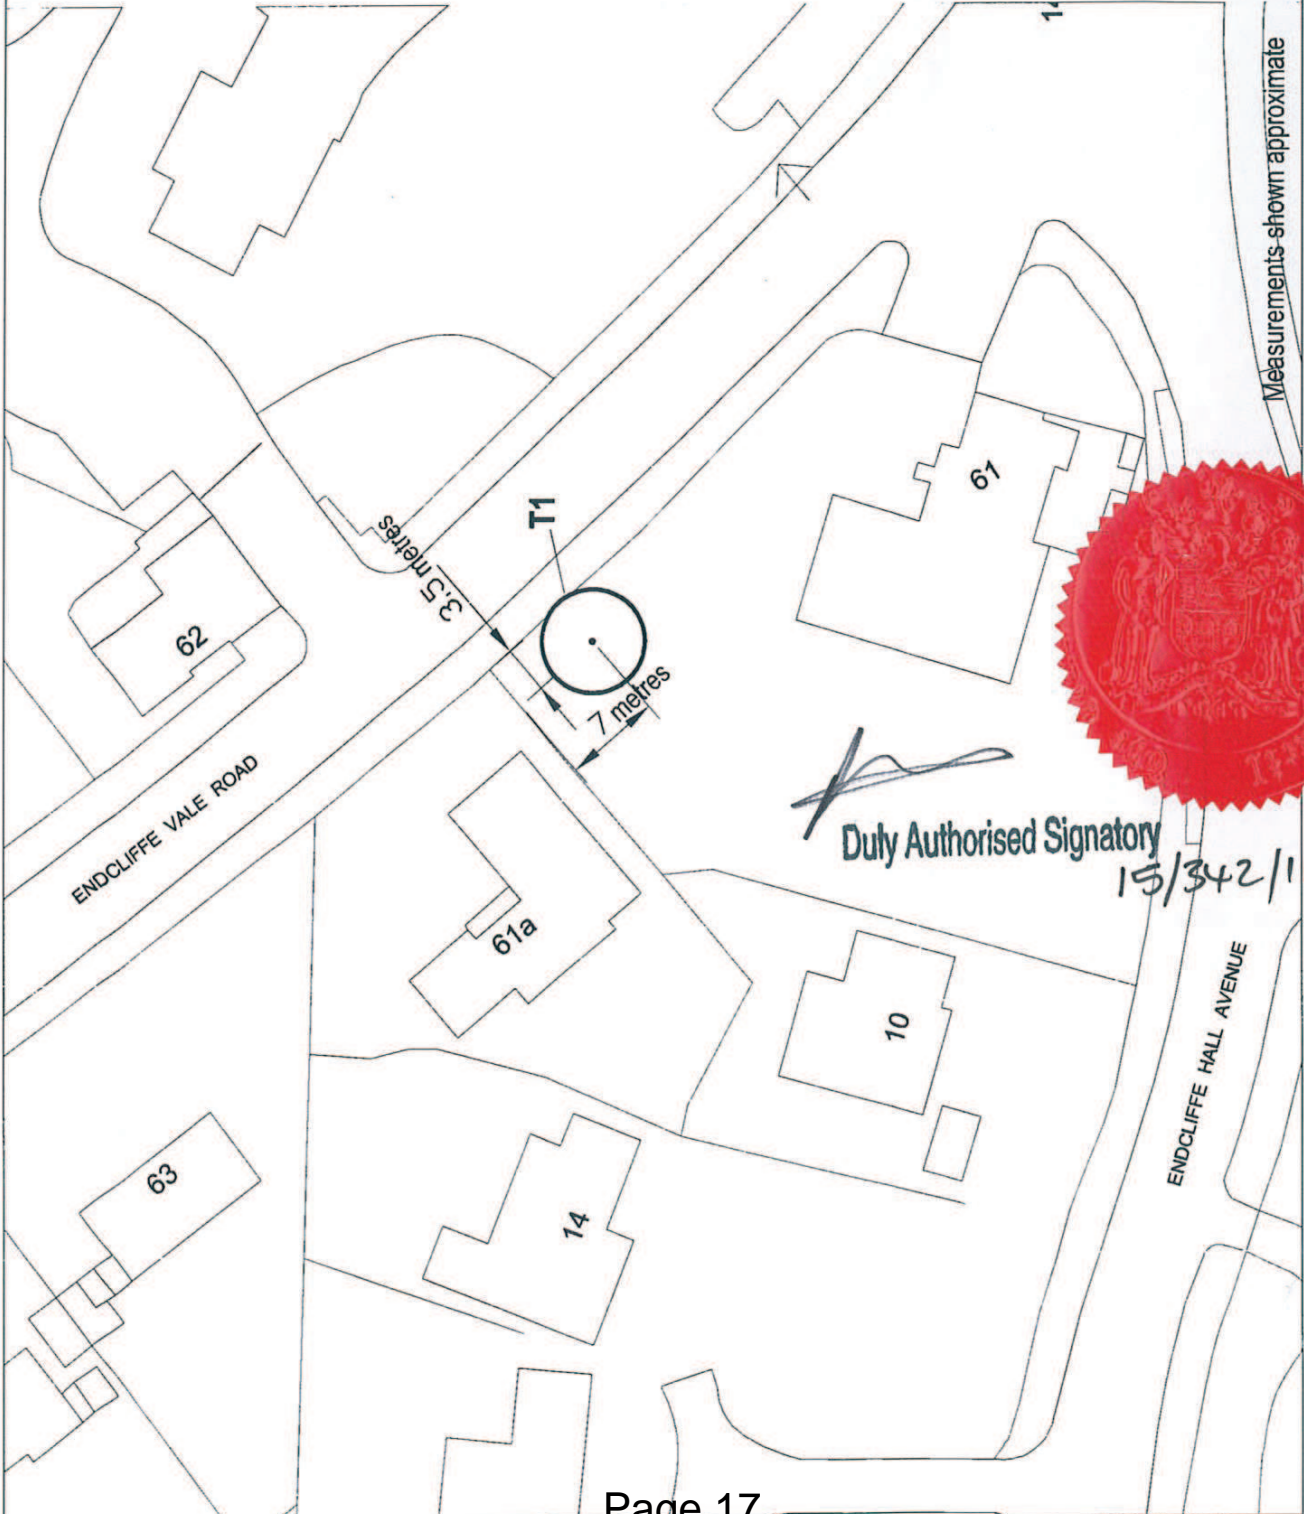 Measurements shown approximate
3.5 metres
T1
61
62
7 metres
ENDCLIFFE VALE ROAD
Duly Authorised Signatory
15/342/1
61a
10
ENDCLIFFE HALL AVENUE
63
14
Page 17